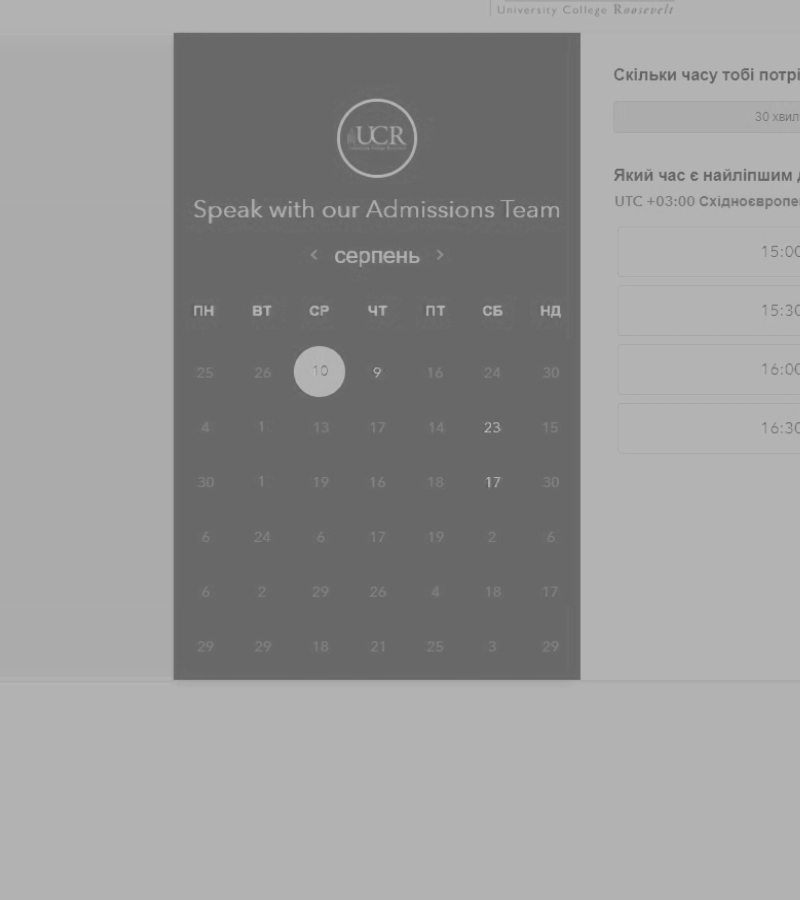 University College Roosevelt
UCR
Speak with our Admissions Team
‹ серпень ›
ПН ВТ СР ЧТ ПТ СБ НД
25 26 10 9 16 24 30
4 1 13 17 14 23 15
30 1 19 16 18 17 30
6 24 6 17 19 2 6
6 2 29 26 4 18 17
29 29 18 21 25 3 29
Скільки часу тобі потрі
30 хвил
Який час є найліпшим
UTC +03:00 Східноєвропе
15:00
15:30
16:00
16:30